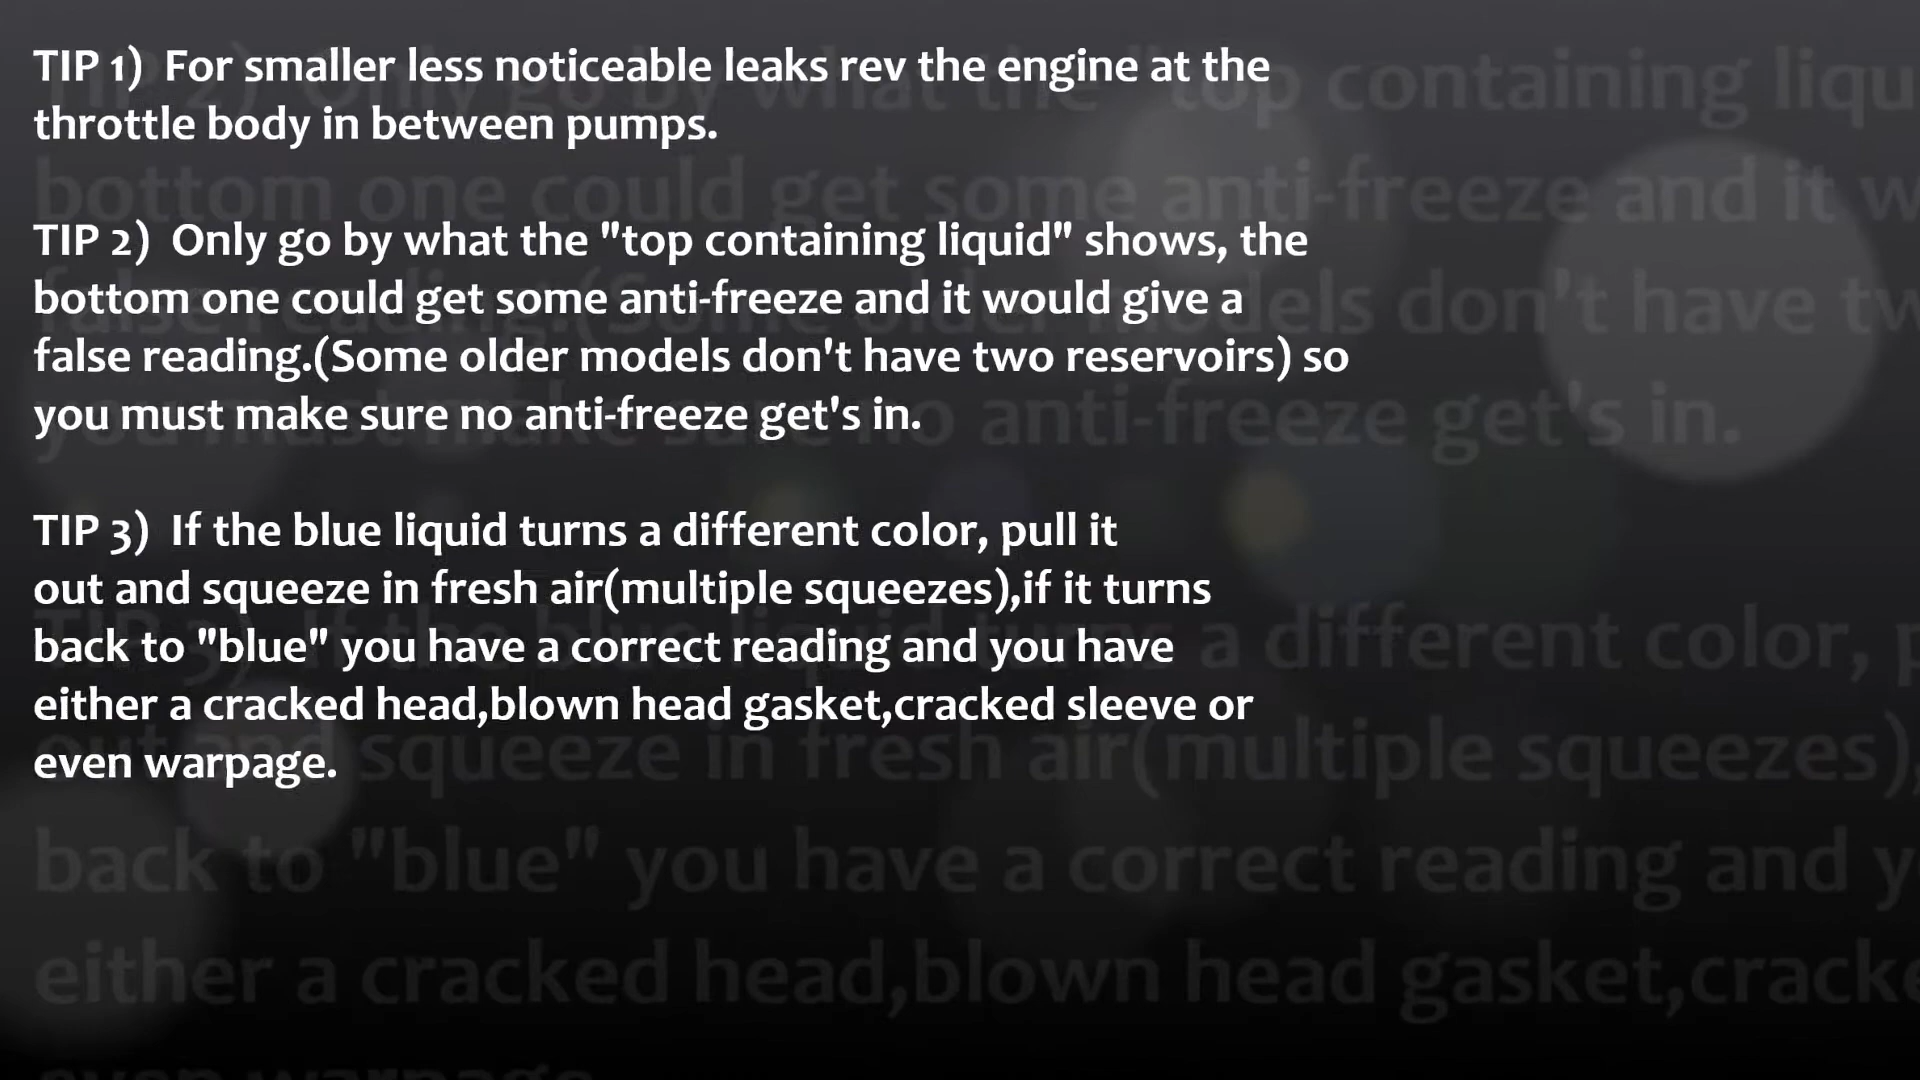 TIP 1)  For smaller less noticeable leaks rev the engine at the
throttle body in between pumps.
TIP 2)  Only go by what the "top containing liquid" shows, the
bottom one could get some anti-freeze and it would give a
false reading.(Some older models don't have two reservoirs) so
you must make sure no anti-freeze get's in.
TIP 3)  If the blue liquid turns a different color, pull it
out and squeeze in fresh air(multiple squeezes),if it turns
back to "blue" you have a correct reading and you have
either a cracked head,blown head gasket,cracked sleeve or
even warpage.